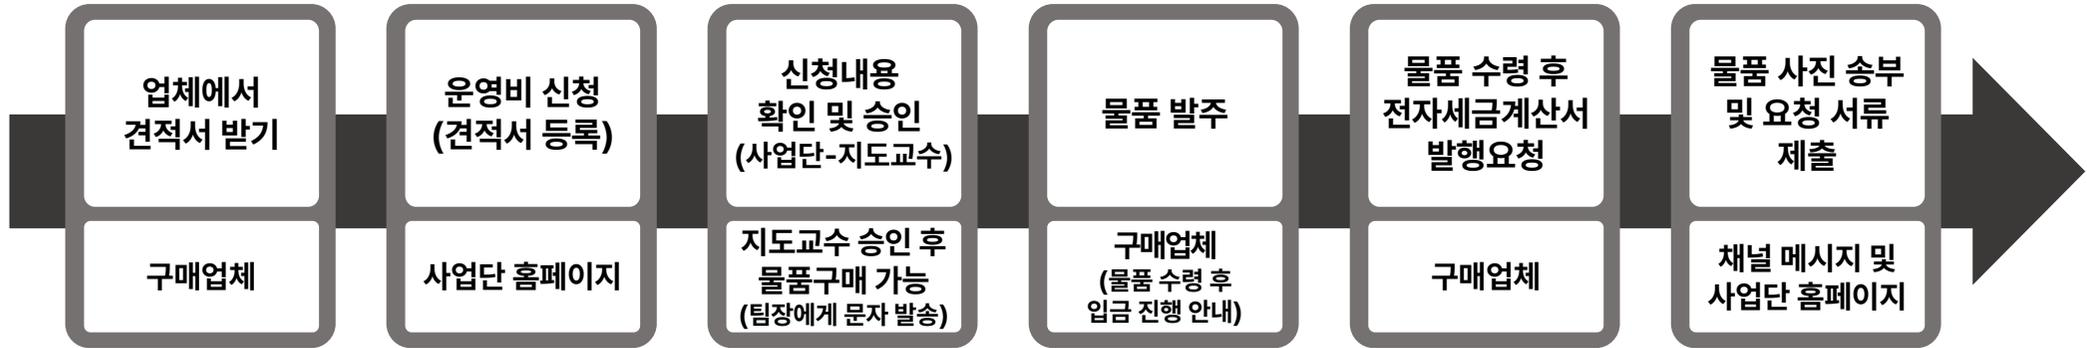 업체에서
견적서 받기
구매업체
운영비 신청
(견적서 등록)
사업단 홈페이지
신청내용
확인 및 승인
(사업단-지도교수)
지도교수 승인 후
물품구매 가능
(팀장에게 문자 발송)
물품 발주
구매업체
(물품 수령 후
입금 진행 안내)
물품 수령 후
전자세금계산서
발행요청
구매업체
물품 사진 송부
및 요청 서류
제출
채널 메시지 및
사업단 홈페이지